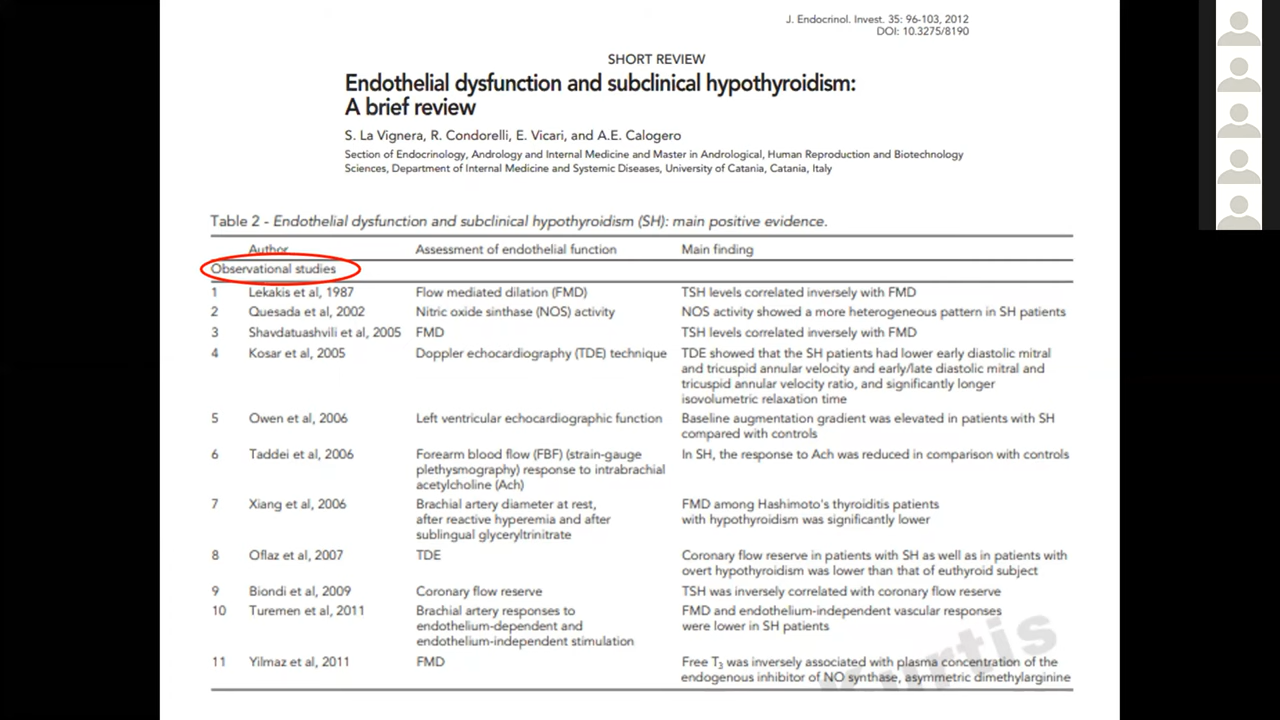 J. Endocrinol. Invest. 35: 96-103, 2012
DOI: 10.3275/8190
SHORT REVIEW
Endothelial dysfunction and subclinical hypothyroidism:
A brief review
S. La Vignera, R. Condorelli, E. Vicari, and A.E. Calogero
Section of Endocrinology, Andrology and Internal Medicine and Master in Andrological, Human Reproduction and Biotechnology
Sciences, Department of Internal Medicine and Systemic Diseases, University of Catania, Catania, Italy
Table 2 - Endothelial dysfunction and subclinical hypothyroidism (SH): main positive evidence.
Author Assessment of endothelial function Main finding
Observational studies
1 Lekakis et al, 1987 Flow mediated dilation (FMD) TSH levels correlated inversely with FMD
2 Quesada et al, 2002 Nitric oxide sinthase (NOS) activity NOS activity showed a more heterogeneous pattern in SH patients
3 Shavdatuashvili et al, 2005 FMD TSH levels correlated inversely with FMD
4 Kosar et al, 2005 Doppler echocardiography (TDE) technique TDE showed that the SH patients had lower early diastolic mitral
and tricuspid annular velocity and early/late diastolic mitral and
tricuspid annular velocity ratio, and significantly longer
isovolumetric relaxation time
5 Owen et al, 2006 Left ventricular echocardiographic function Baseline augmentation gradient was elevated in patients with SH
compared with controls
6 Taddei et al, 2006 Forearm blood flow (FBF) (strain-gauge In SH, the response to Ach was reduced in comparison with controls
plethysmography) response to intrabrachial
acetylcholine (Ach)
7 Xiang et al, 2006 Brachial artery diameter at rest, FMD among Hashimoto's thyroiditis patients
after reactive hyperemia and after with hypothyroidism was significantly lower
sublingual glyceryltrinitrate
8 Oflaz et al, 2007 TDE Coronary flow reserve in patients with SH as well as in patients with
overt hypothyroidism was lower than that of euthyroid subject
9 Biondi et al, 2009 Coronary flow reserve TSH was inversely correlated with coronary flow reserve
10 Turemen et al, 2011 Brachial artery responses to FMD and endothelium-independent vascular responses
endothelium-dependent and were lower in SH patients
endothelium-independent stimulation
11 Yilmaz et al, 2011 FMD Free T3 was inversely associated with plasma concentration of the
endogenous inhibitor of NO synthase, asymmetric dimethylarginine